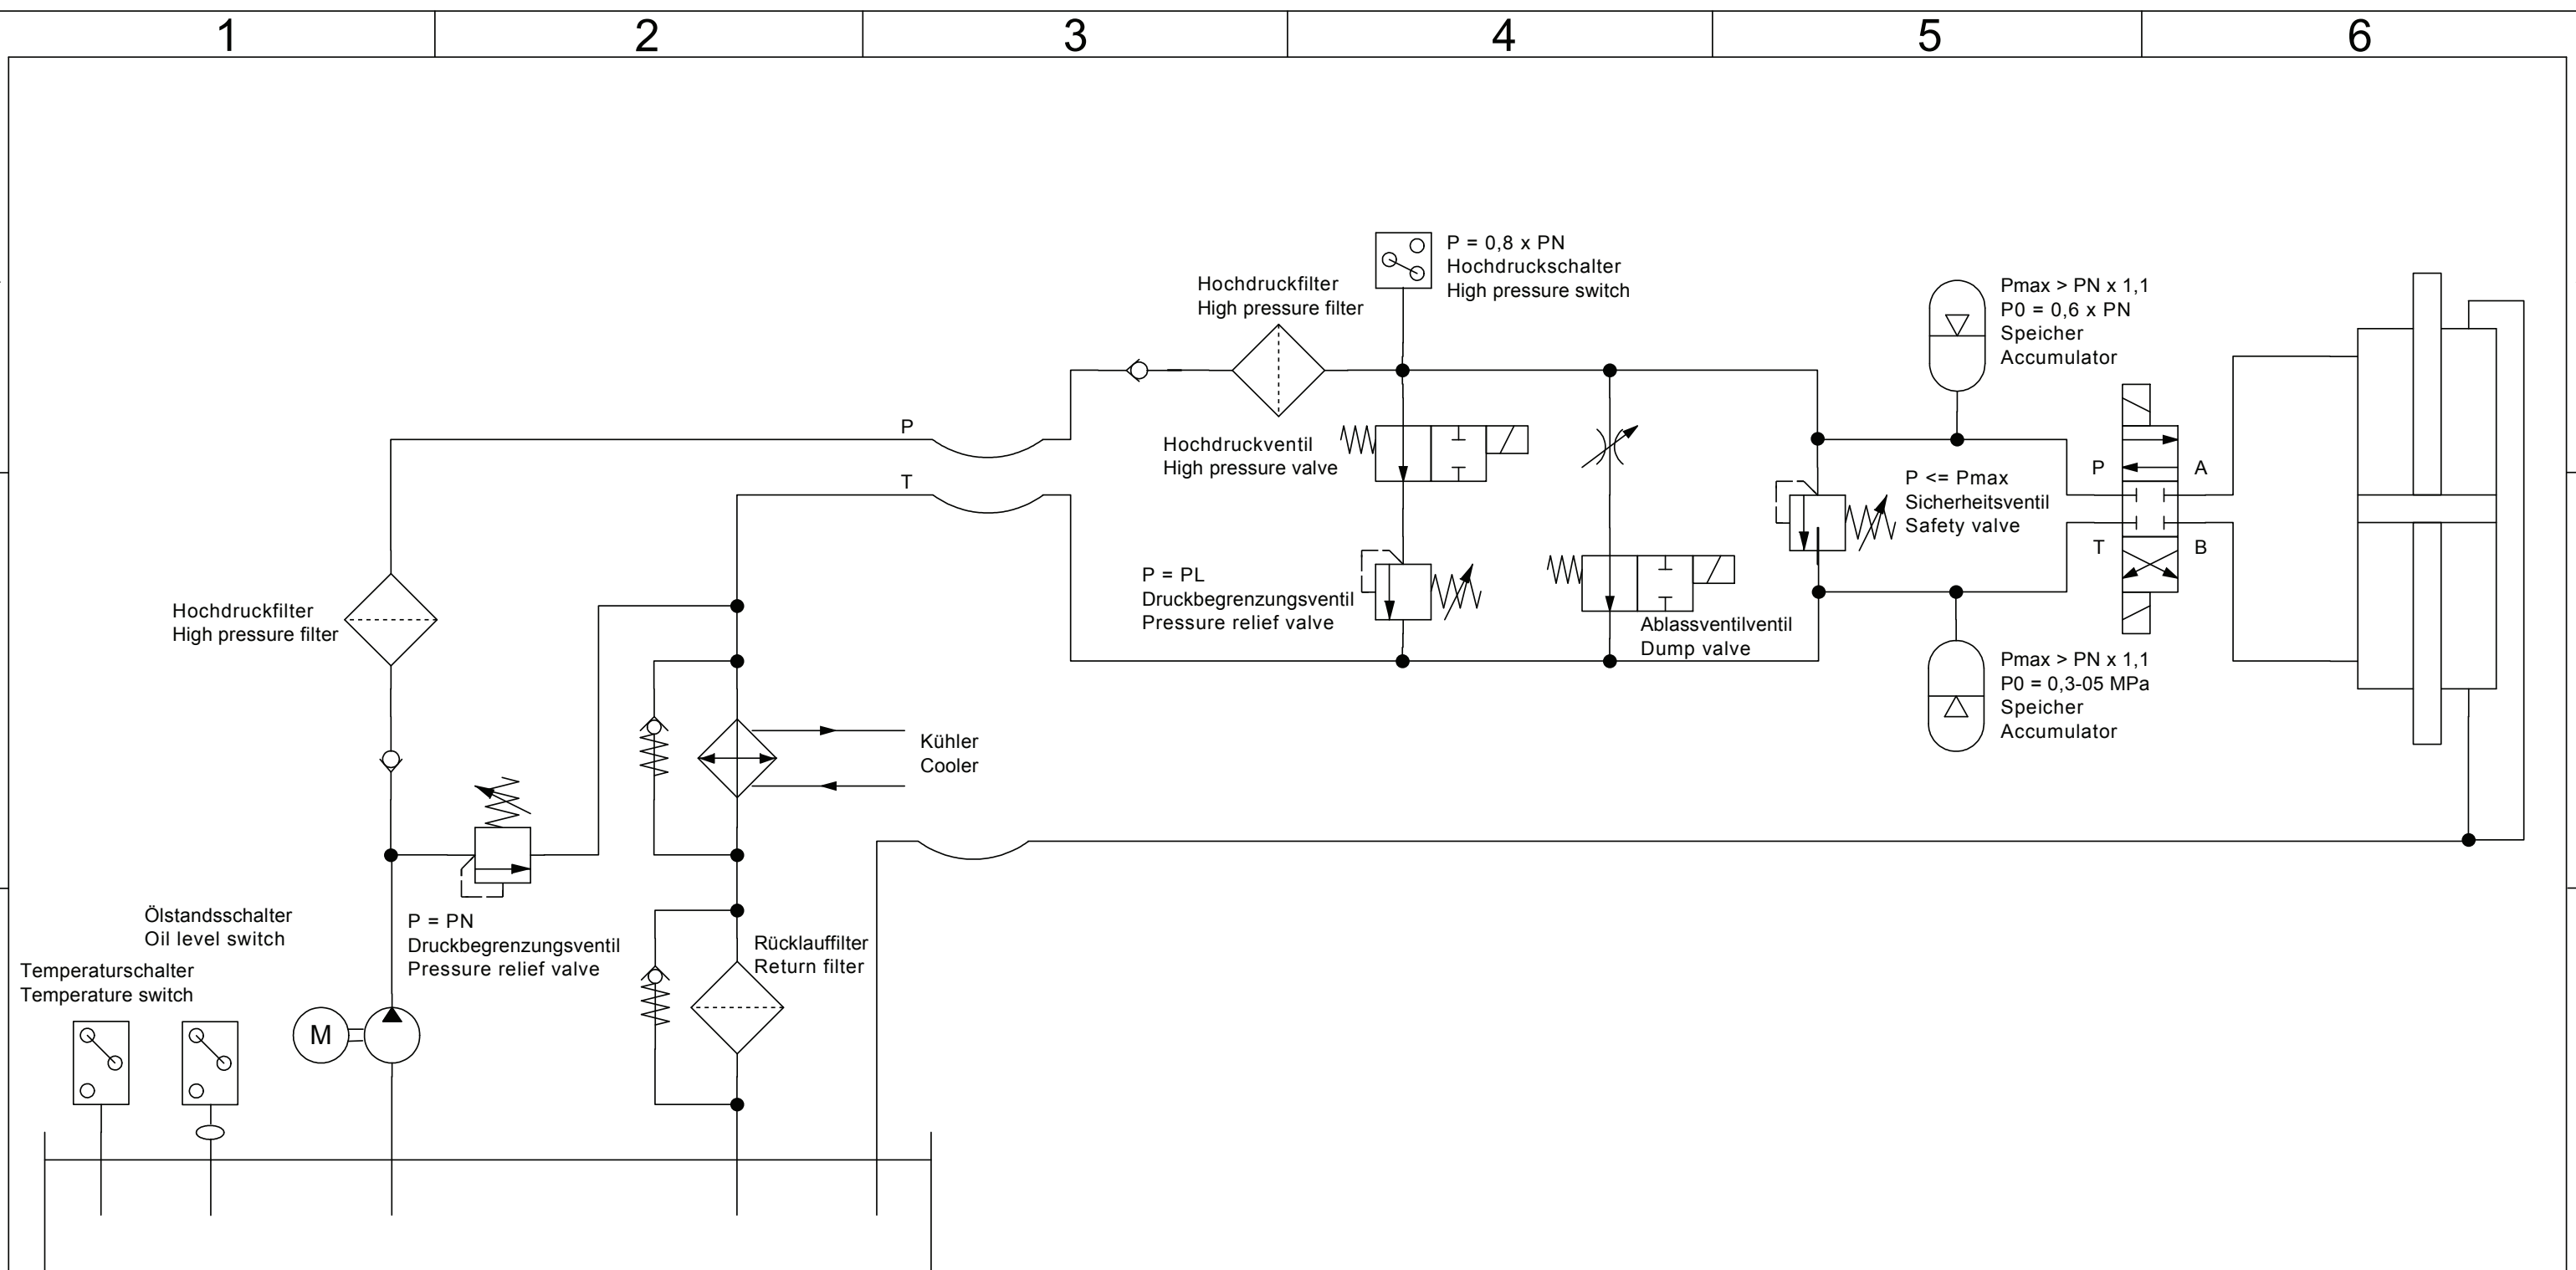 1
2
3
4
5
6
P = 0,8 x PN
Hochdruckschalter
High pressure switch
Hochdruckfilter
High pressure filter
Pmax > PN x 1,1
P0 = 0,6 x PN
Speicher
Accumulator
P
T
Hochdruckventil
High pressure valve
P <= Pmax
Sicherheitsventil
Safety valve
P
A
T
B
P = PL
Druckbegrenzungsventil
Pressure relief valve
Hochdruckfilter
High pressure filter
Ablassventilventil
Dump valve
Pmax > PN x 1,1
P0 = 0,3-05 MPa
Speicher
Accumulator
Kühler
Cooler
Ölstandsschalter
Oil level switch
P = PN
Druckbegrenzungsventil
Pressure relief valve
Rücklauffilter
Return filter
Temperaturschalter
Temperature switch
M